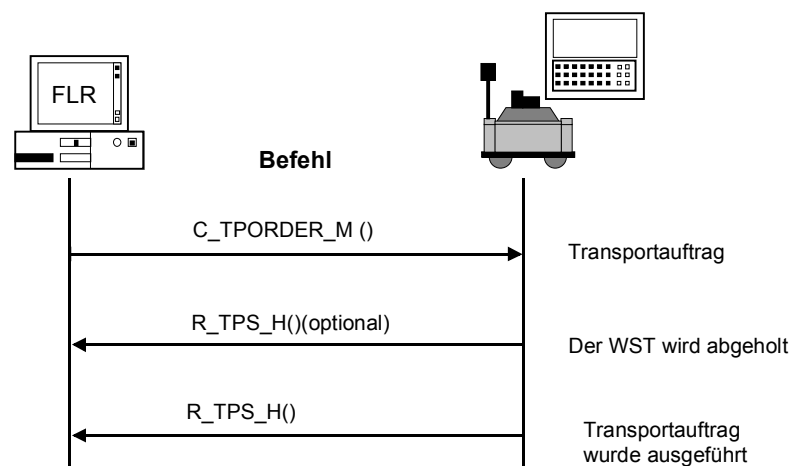 FLR
Befehl
C_TPORDER_M ()
Transportauftrag
R_TPS_H()(optional)
Der WST wird abgeholt
R_TPS_H()
Transportauftrag
wurde ausgeführt